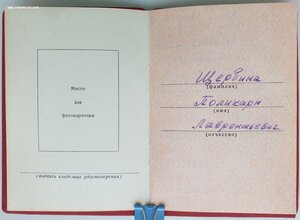 Место
для
фотокарточки
(подпись владельца удостоверения)
Щербина
(фамилия)
Поликарп
(имя)
Лаврентьевич
(отчество)